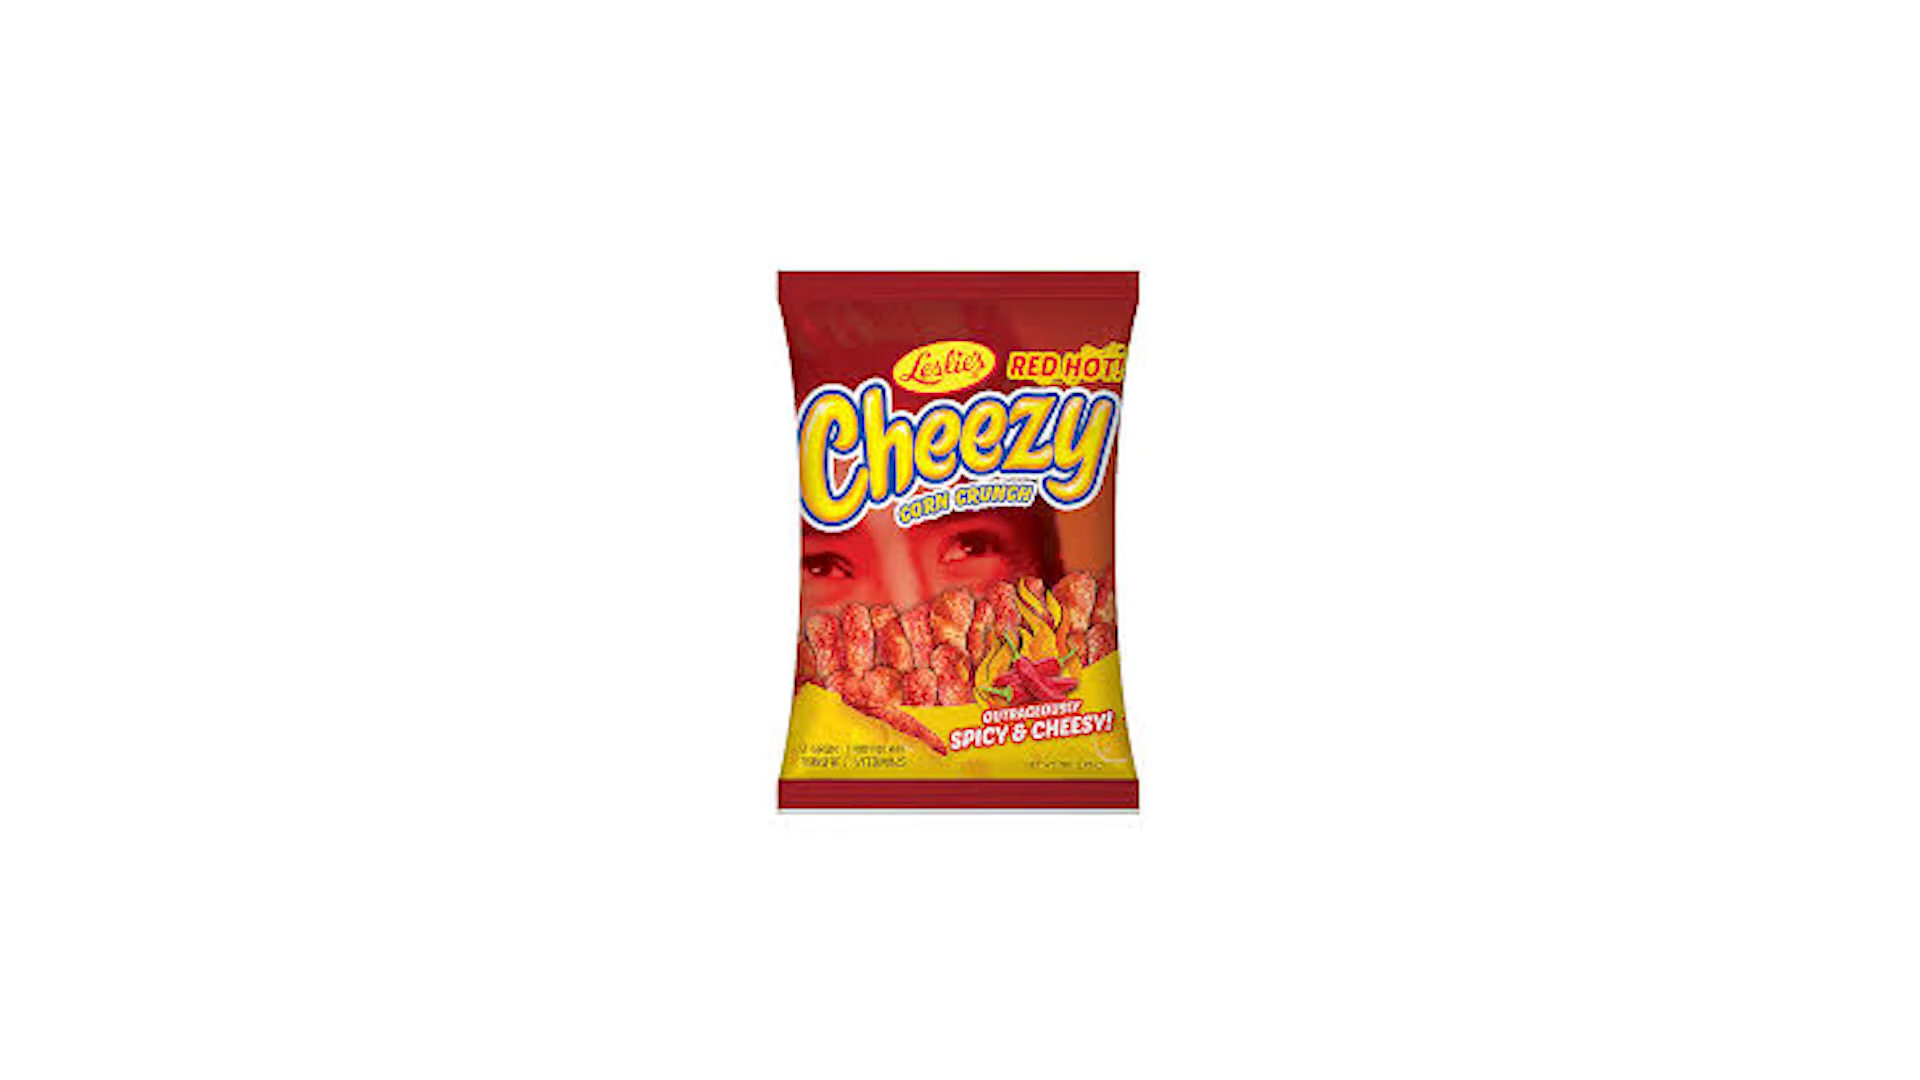 Leslie's
RED HOT!
Cheezy
CORN CRUNCH
OUTRAGEOUSLY
SPICY & CHEESY!